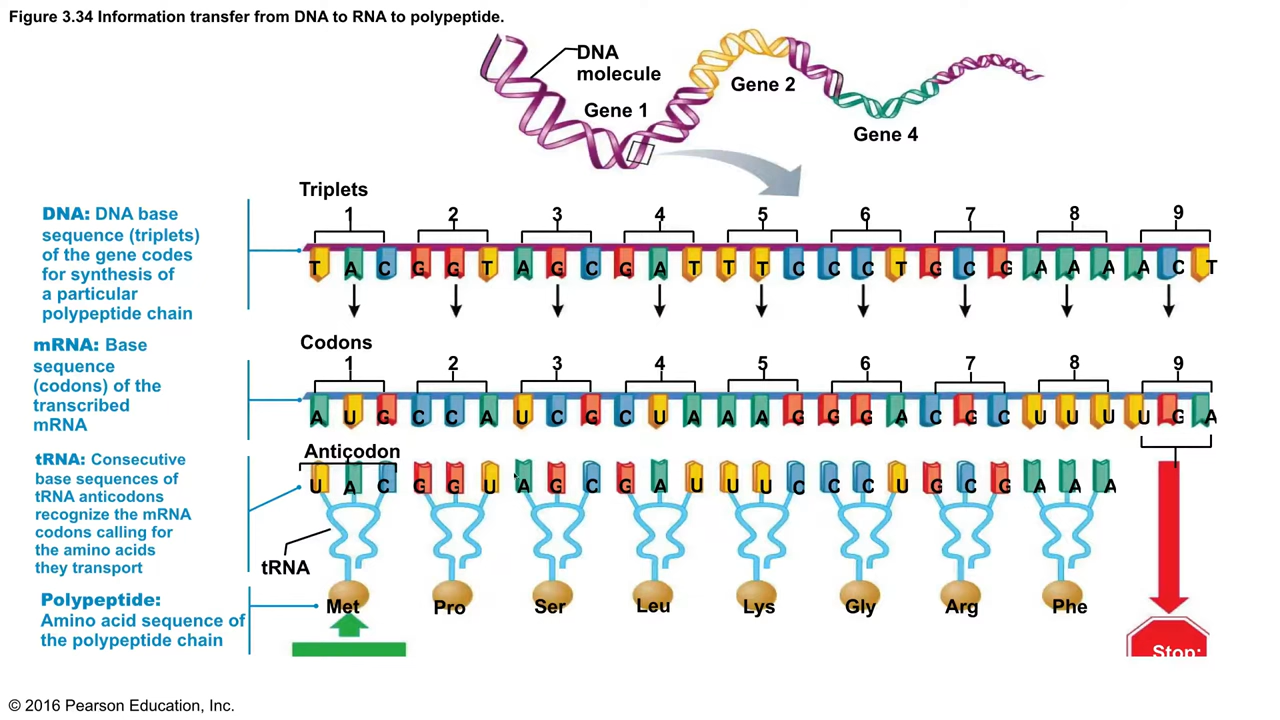 Figure 3.34 Information transfer from DNA to RNA to polypeptide.
DNA
molecule
Gene 1
Gene 2
Gene 4
Triplets
1 2 3 4 5 6 7 8 9
DNA: DNA base
sequence (triplets)
of the gene codes
for synthesis of
a particular
polypeptide chain
T A C G G T A G C G A T T T C C C T G C G A A A A C T
Codons
1 2 3 4 5 6 7 8 9
mRNA: Base
sequence
(codons) of the
transcribed
mRNA
A U G C C A U C G C U A A A G G G A C G C U U U U G A
Anticodon
tRNA: Consecutive
base sequences of
tRNA anticodons
recognize the mRNA
codons calling for
the amino acids
they transport
U A C G G U A G C G A U U U C C C U G C G A A A
tRNA
Polypeptide:
Amino acid sequence of
the polypeptide chain
Met Pro Ser Leu Lys Gly Arg Phe
Stop:
© 2016 Pearson Education, Inc.